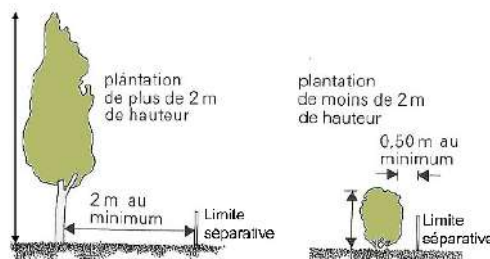 plantation
de plus de 2 m
de hauteur
2 m au
minimum
Limite
séparative
plantation
de moins de 2 m
de hauteur
0,50 m au
minimum
Limite
séparative